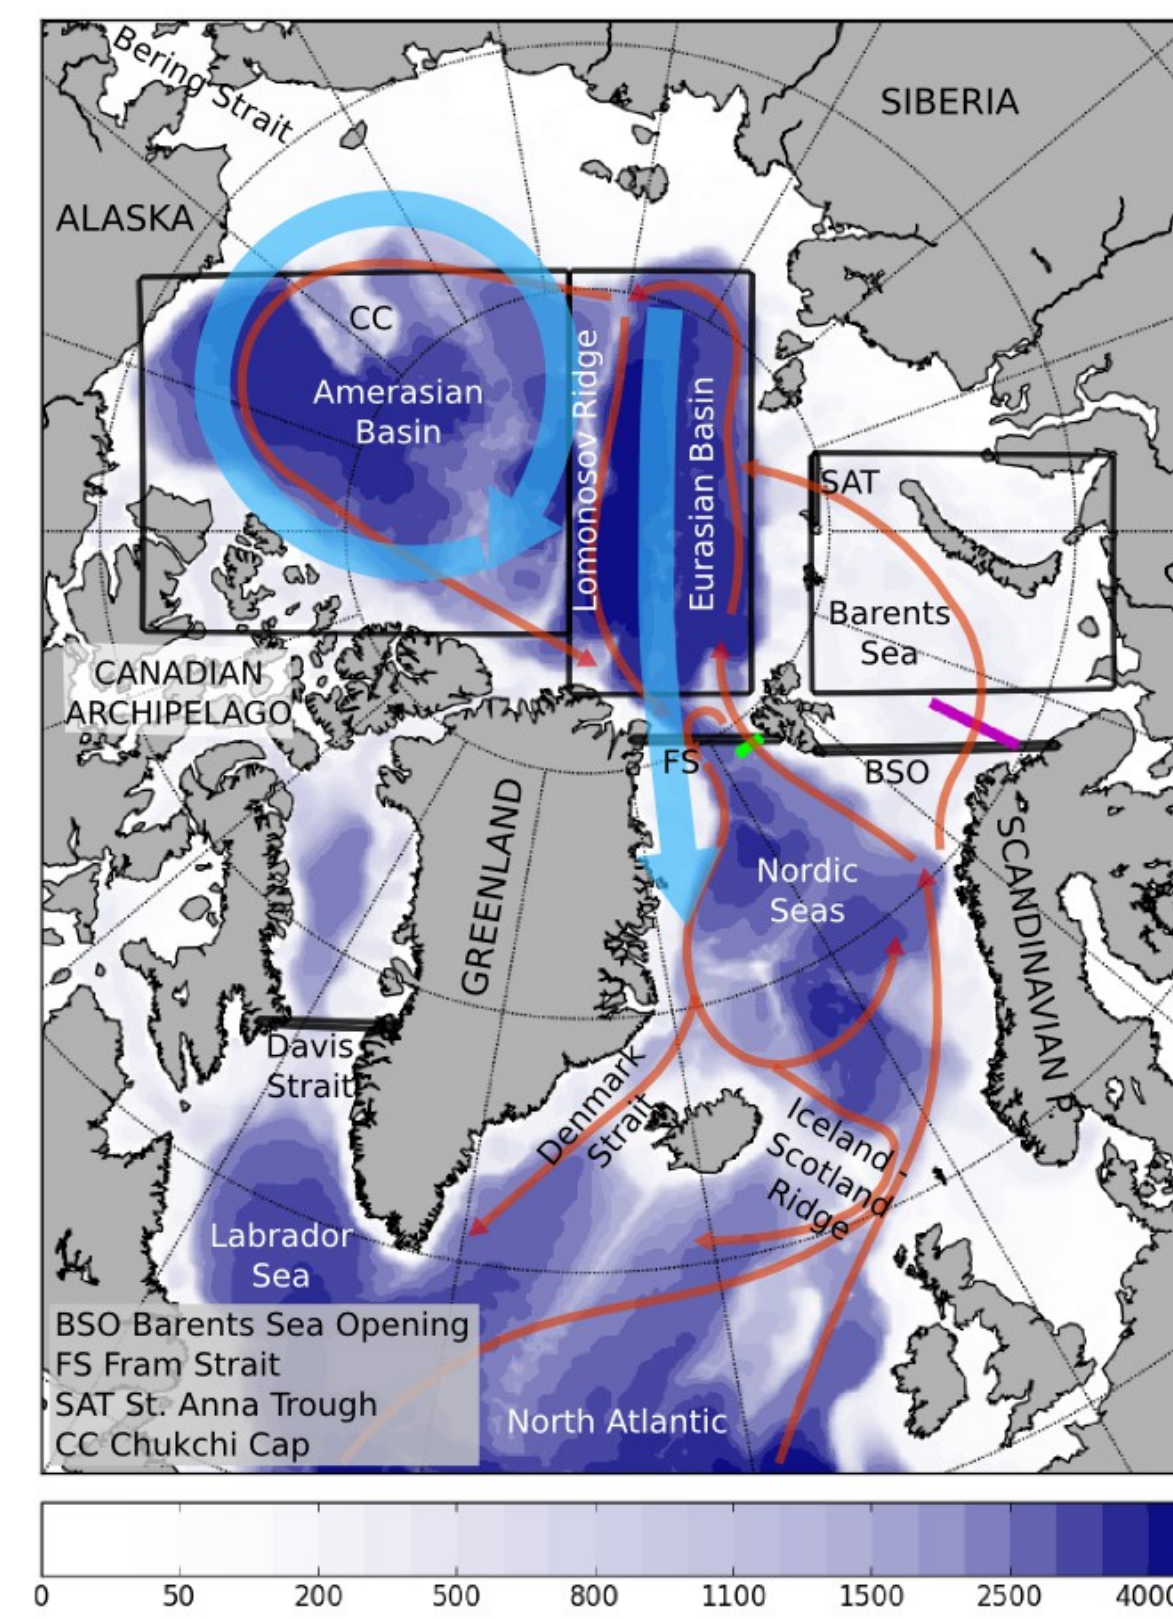 Bering Strait
SIBERIA
ALASKA
CC
Amerasian
Basin
Lomonosov Ridge
Eurasian Basin
SAT
Barents
Sea
CANADIAN
ARCHIPELAGO
FS
BSO
GREENLAND
Nordic
Seas
SCANDINAVIAN P.
Davis
Strait
Denmark
Strait
Iceland -
Scotland
Ridge
Labrador
Sea
BSO Barents Sea Opening
FS Fram Strait
SAT St. Anna Trough
CC Chukchi Cap
North Atlantic
0 50 200 500 800 1100 1500 2500 4000